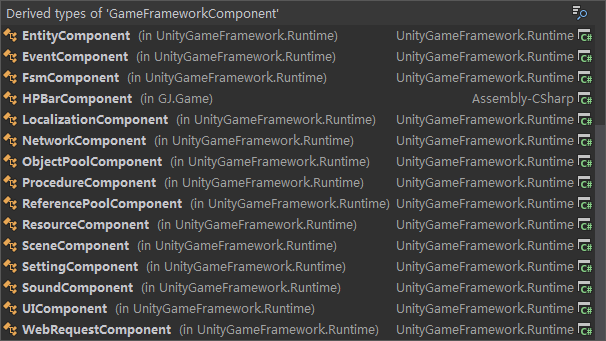 Derived types of 'GameFrameworkComponent'
EntityComponent (in UnityGameFramework.Runtime) UnityGameFramework.Runtime C#
EventComponent (in UnityGameFramework.Runtime) UnityGameFramework.Runtime C#
FsmComponent (in UnityGameFramework.Runtime) UnityGameFramework.Runtime C#
HPBarComponent (in GJ.Game) Assembly-CSharp C#
LocalizationComponent (in UnityGameFramework.Runtime) UnityGameFramework.Runtime C#
NetworkComponent (in UnityGameFramework.Runtime) UnityGameFramework.Runtime C#
ObjectPoolComponent (in UnityGameFramework.Runtime) UnityGameFramework.Runtime C#
ProcedureComponent (in UnityGameFramework.Runtime) UnityGameFramework.Runtime C#
ReferencePoolComponent (in UnityGameFramework.Runtime) UnityGameFramework.Runtime C#
ResourceComponent (in UnityGameFramework.Runtime) UnityGameFramework.Runtime C#
SceneComponent (in UnityGameFramework.Runtime) UnityGameFramework.Runtime C#
SettingComponent (in UnityGameFramework.Runtime) UnityGameFramework.Runtime C#
SoundComponent (in UnityGameFramework.Runtime) UnityGameFramework.Runtime C#
UIComponent (in UnityGameFramework.Runtime) UnityGameFramework.Runtime C#
WebRequestComponent (in UnityGameFramework.Runtime) UnityGameFramework.Runtime C#